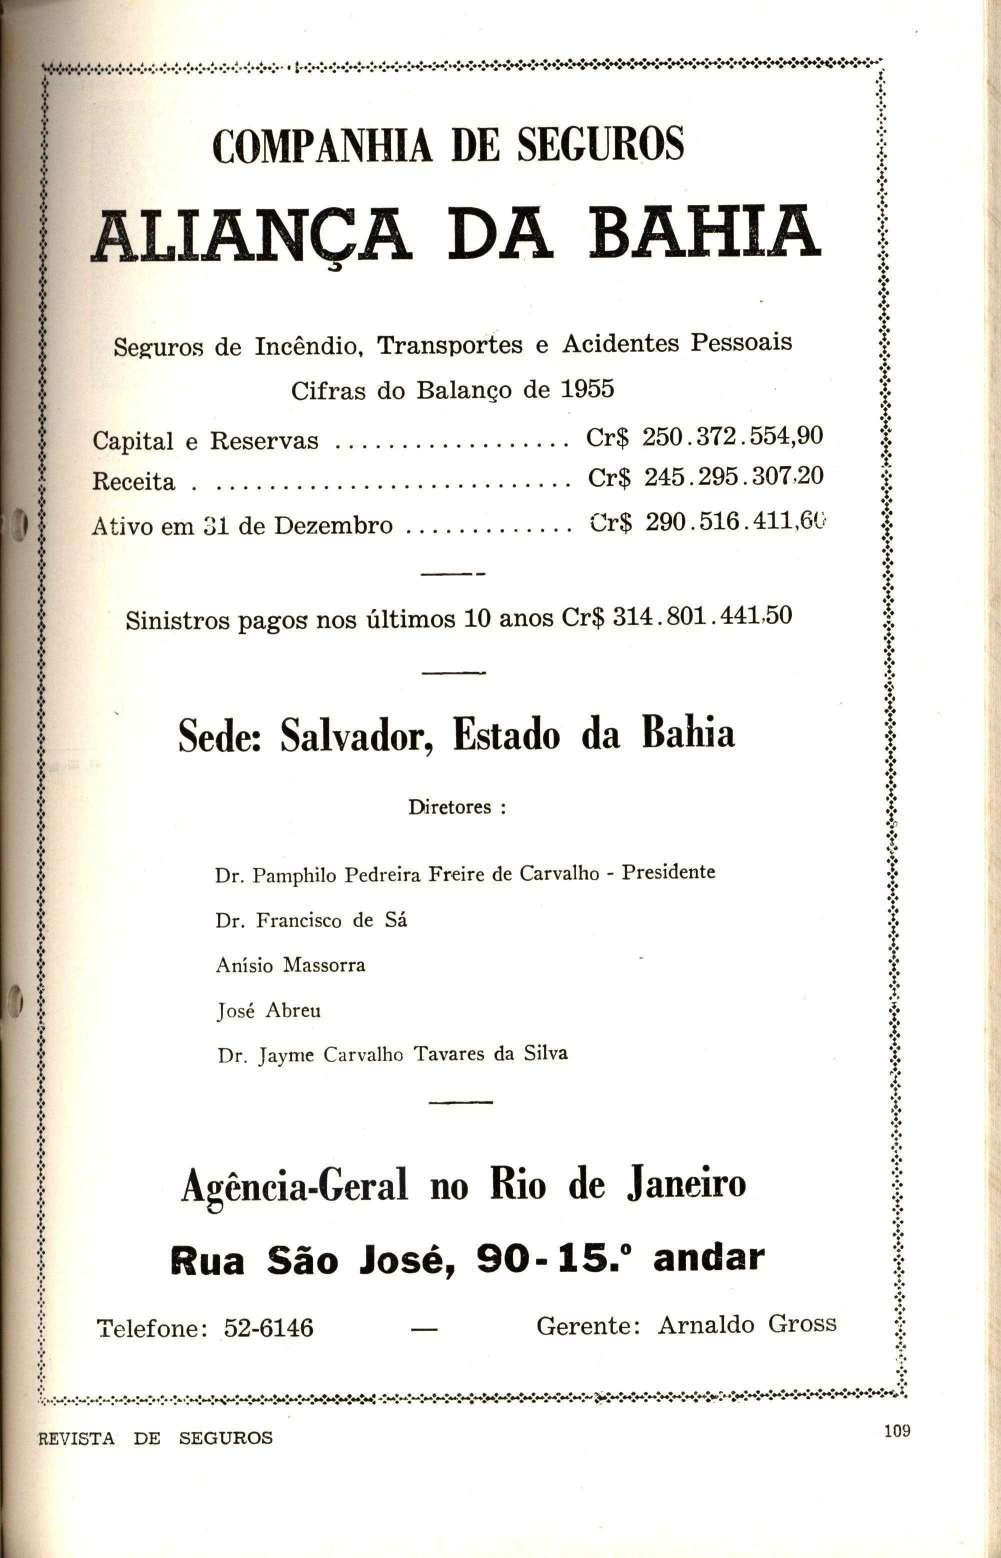 COMPANHIA DE SEGUROS
ALIANÇA DA BAHIA
Seguros de Incêndio, Transportes e Acidentes Pessoais
Cifras do Balanço de 1955
Capital e Reservas .................. Cr$ 250.372.554,90
Receita . ........................... Cr$ 245.295.307,20
Ativo em 31 de Dezembro ............. Cr$ 290.516.411,60
Sinistros pagos nos últimos 10 anos Cr$ 314.801.441,50
Sede: Salvador, Estado da Bahia
Diretores :
Dr. Pamphilo Pedreira Freire de Carvalho - Presidente
Dr. Francisco de Sá
Anísio Massorra
José Abreu
Dr. Jayme Carvalho Tavares da Silva
Agência-Geral no Rio de Janeiro
Rua São José, 90-15.º andar
Telefone: 52-6146 — Gerente: Arnaldo Gross
REVISTA DE SEGUROS 109